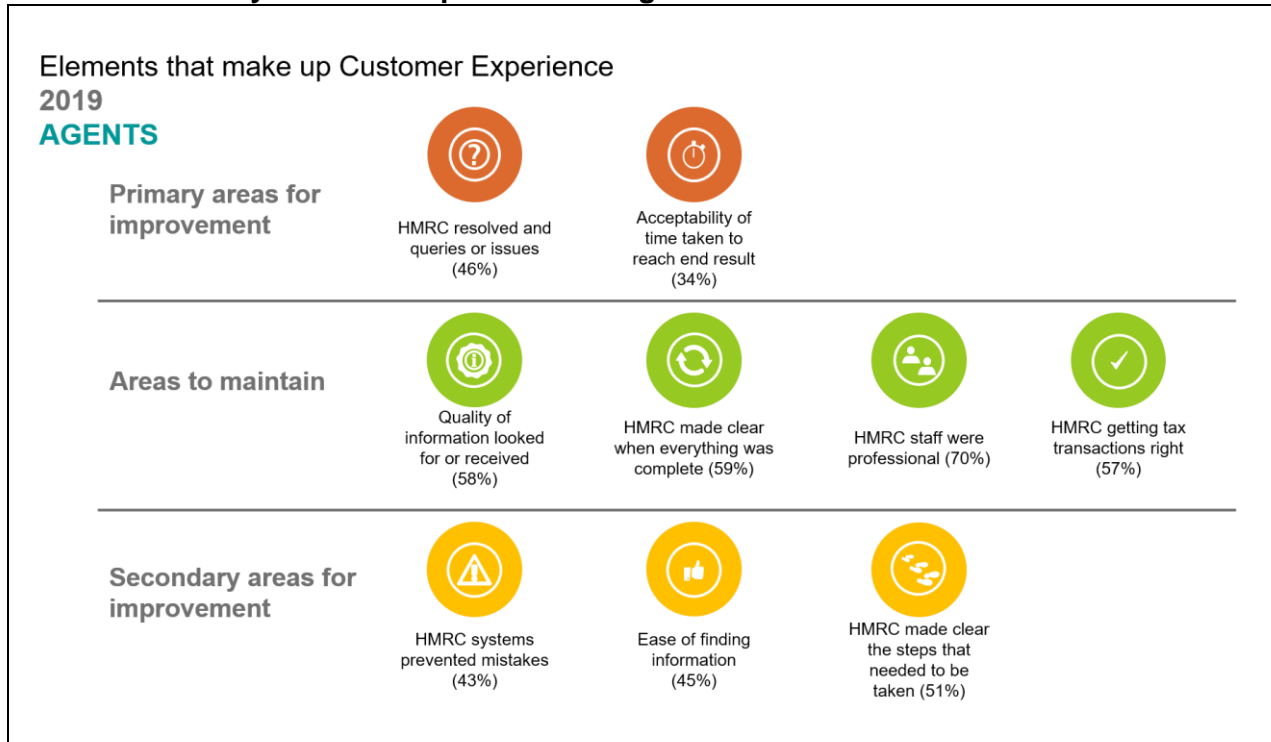 Elements that make up Customer Experience
2019
AGENTS
Primary areas for
improvement
HMRC resolved and
queries or issues
(46%)
Acceptability of
time taken to
reach end result
(34%)
Areas to maintain
Quality of
information looked
for or received
(58%)
HMRC made clear
when everything was
complete (59%)
HMRC staff were
professional (70%)
HMRC getting tax
transactions right
(57%)
Secondary areas for
improvement
HMRC systems
prevented mistakes
(43%)
Ease of finding
information
(45%)
HMRC made clear
the steps that
needed to be
taken (51%)